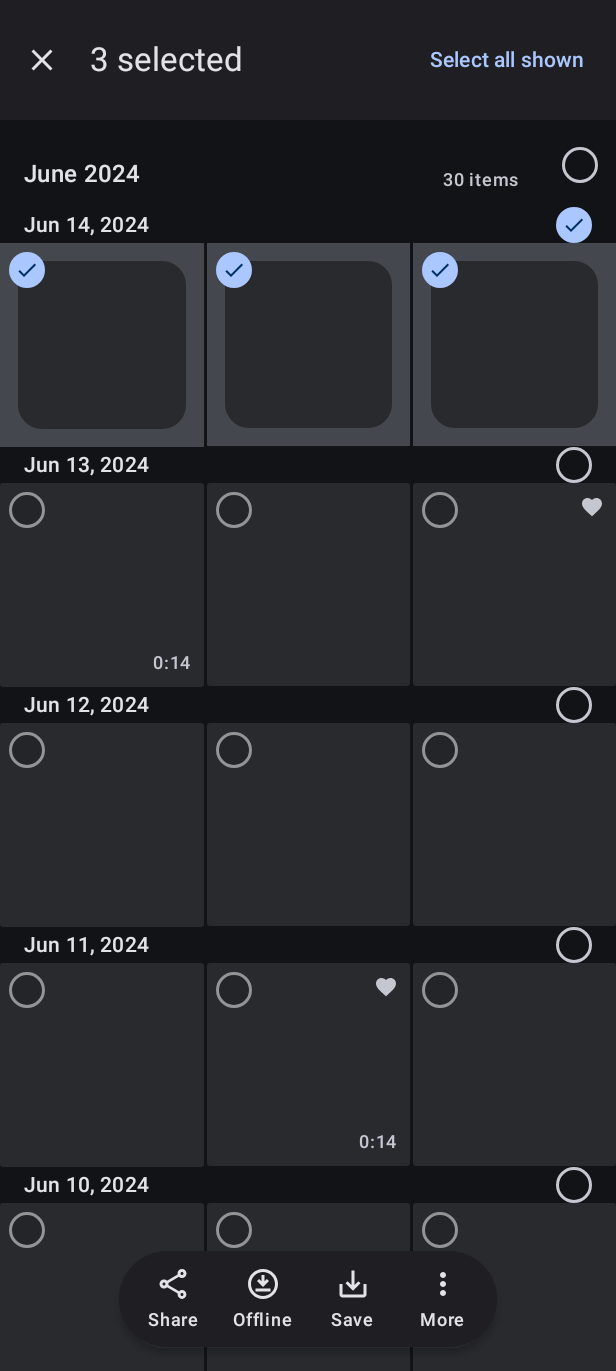 3 selected
Select all shown
June 2024
30 items
Jun 14, 2024
Jun 13, 2024
0:14
Jun 12, 2024
Jun 11, 2024
0:14
Jun 10, 2024
Share
Offline
Save
More